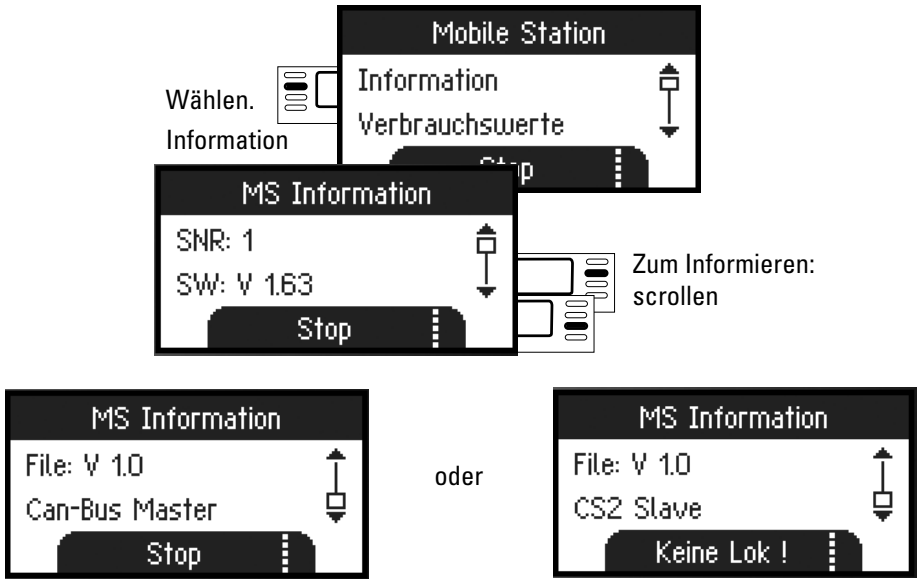 Mobile Station
Information
Verbrauchswerte
Stop
Wählen.
Information
MS Information
SNR: 1
SW: V 1.63
Stop
Zum Informieren:
scrollen
MS Information
File: V 1.0
Can-Bus Master
Stop
oder
MS Information
File: V 1.0
CS2 Slave
Keine Lok !